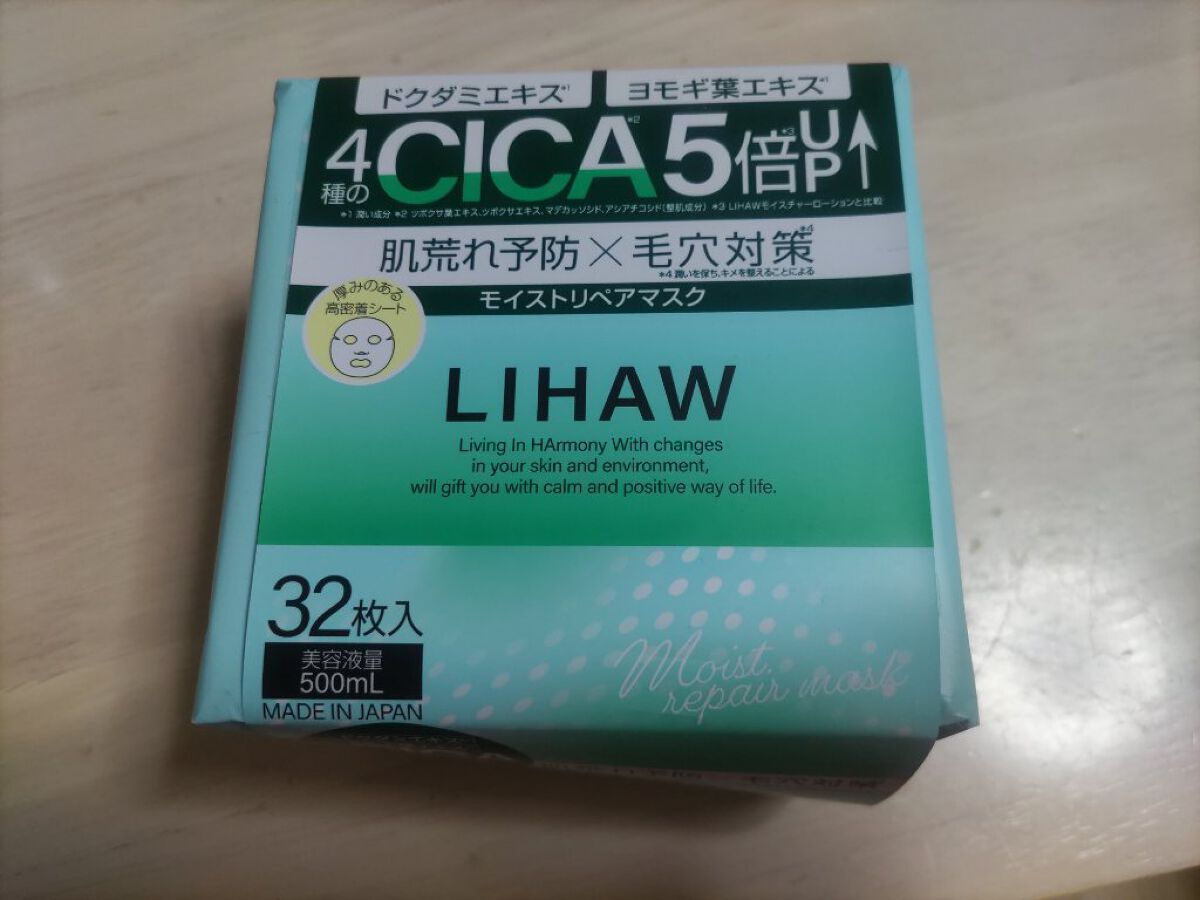 ドクダミエキス*1 ヨモギ葉エキス*1
4種のCICA*2 5倍*3 UP↑
*1 潤い成分 *2 ツボクサ葉エキス、ツボクサエキス、マデカッソシド、アシアチコシド(整肌成分) *3 LIHAWモイスチャーローションと比較
肌荒れ予防×毛穴対策*4
*4 潤いを保ち、キメを整えることによる
モイストリペアマスク
厚みのある
高密着シート
LIHAW
Living In HArmony With changes
in your skin and environment,
will gift you with calm and positive way of life.
32枚入
美容液量
500mL
MADE IN JAPAN
Moist
repair mask
毛穴対策